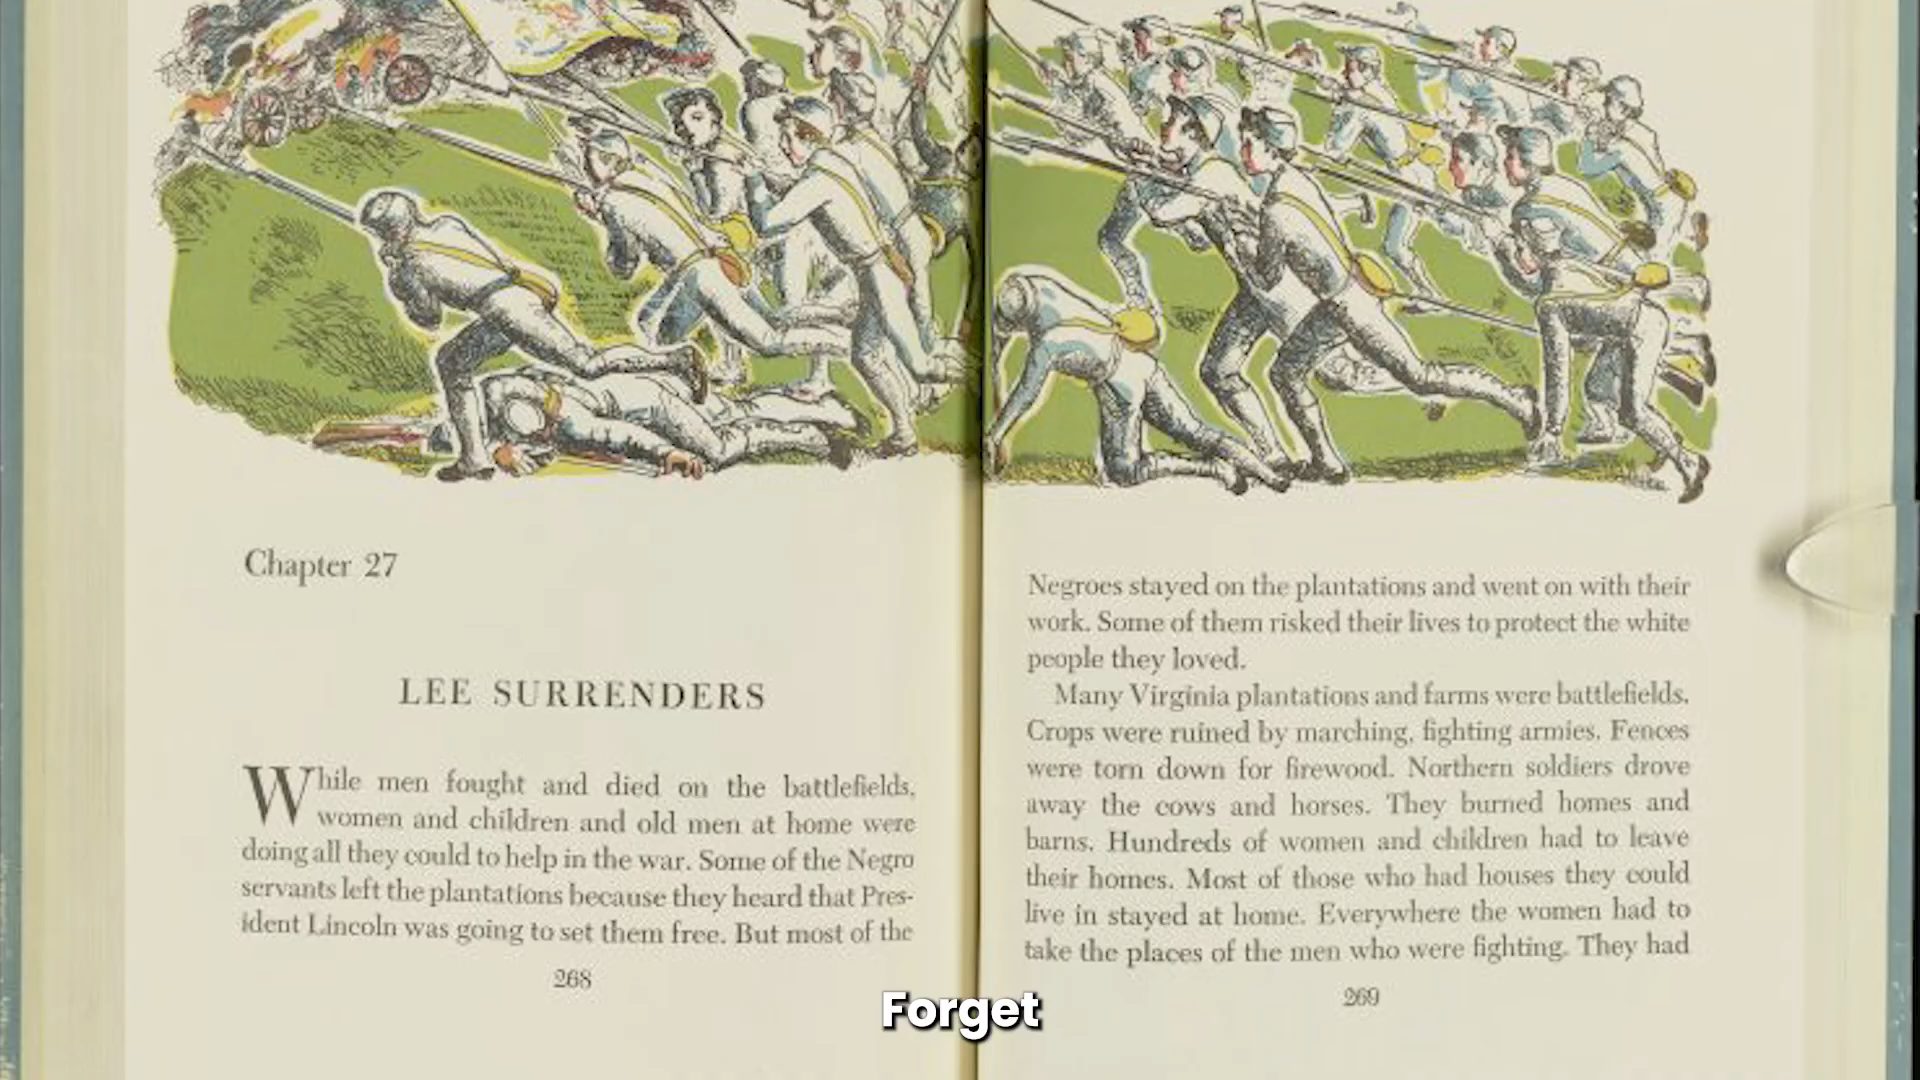 Chapter 27
LEE SURRENDERS
While men fought and died on the battlefields,
women and children and old men at home were
doing all they could to help in the war. Some of the Negro
servants left the plantations because they heard that Pres-
ident Lincoln was going to set them free. But most of the
268
Negroes stayed on the plantations and went on with their
work. Some of them risked their lives to protect the white
people they loved.
Many Virginia plantations and farms were battlefields.
Crops were ruined by marching, fighting armies. Fences
were torn down for firewood. Northern soldiers drove
away the cows and horses. They burned homes and
barns. Hundreds of women and children had to leave
their homes. Most of those who had houses they could
live in stayed at home. Everywhere the women had to
take the places of the men who were fighting. They had
269
Forget